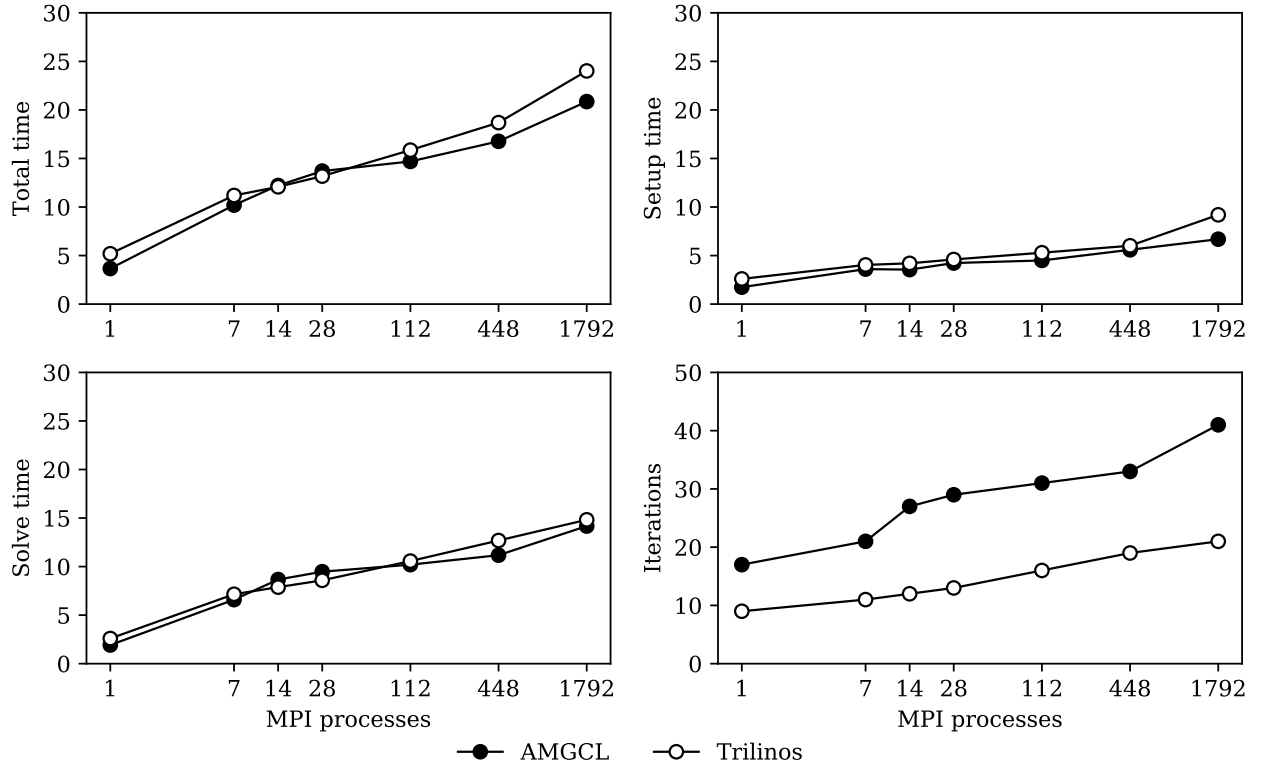 Total time
30
25
20
15
10
5
0
1 7 14 28 112 448 1792
Setup time
30
25
20
15
10
5
0
1 7 14 28 112 448 1792
Solve time
30
25
20
15
10
5
0
1 7 14 28 112 448 1792
MPI processes
Iterations
50
40
30
20
10
0
1 7 14 28 112 448 1792
MPI processes
AMGCL Trilinos